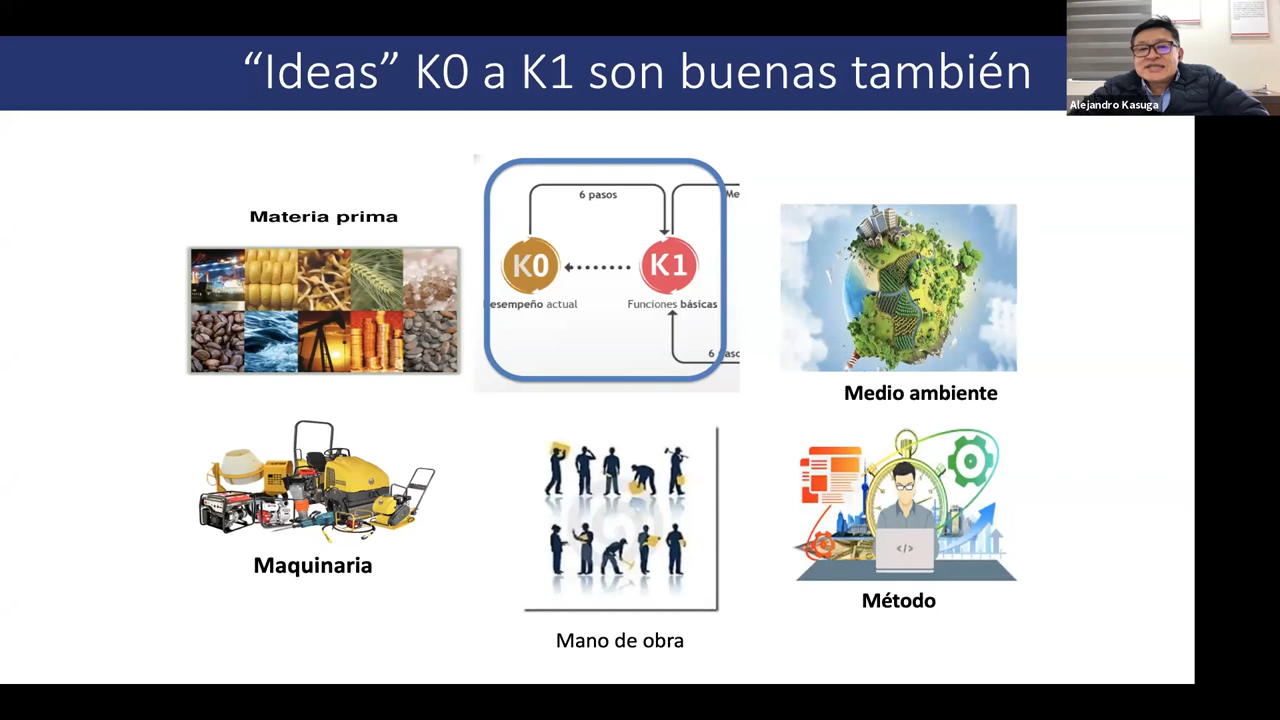 “Ideas” K0 a K1 son buenas también
Alejandro Kasuga
Materia prima
6 pasos
Me
K0
K1
esempeño actual
Funciones básicas
6 paso
Medio ambiente
Maquinaria
</>
Método
Mano de obra